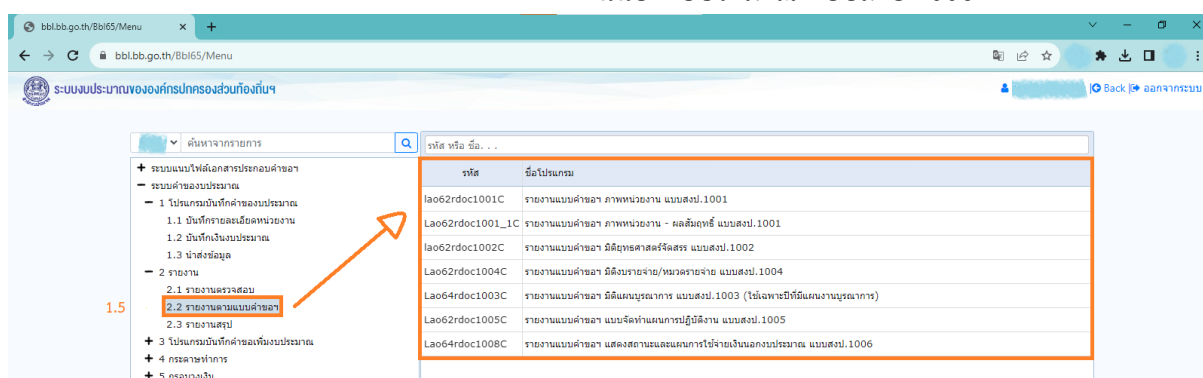 bbl.bb.go.th/Bbl65/Menu
bbl.bb.go.th/Bbl65/Menu
ระบบงบประมาณขององค์กรปกครองส่วนท้องถิ่นฯ
Back ออกจากระบบ
ค้นหาจากรายการ
รหัส หรือ ชื่อ. . .
ระบบแนบไฟล์เอกสารประกอบคำขอฯ
ระบบคำของบประมาณ
1 โปรแกรมบันทึกคำของบประมาณ
1.1 บันทึกรายละเอียดหน่วยงาน
1.2 บันทึกเงินงบประมาณ
1.3 นำส่งข้อมูล
2 รายงาน
2.1 รายงานตรวจสอบ
1.5
2.2 รายงานตามแบบคำขอฯ
2.3 รายงานสรุป
3 โปรแกรมบันทึกคำขอเพิ่มงบประมาณ
4 กระดาษทำการ
5 กรอบวงเงิน
รหัส ชื่อโปรแกรม
lao62rdoc1001C รายงานแบบคำขอฯ ภาพหน่วยงาน แบบสงป.1001
Lao62rdoc1001_1C รายงานแบบคำขอฯ ภาพหน่วยงาน - ผลสัมฤทธิ์ แบบสงป.1001
lao62rdoc1002C รายงานแบบคำขอฯ มิติยุทธศาสตร์จัดสรร แบบสงป.1002
Lao62rdoc1004C รายงานแบบคำขอฯ มิติงบรายจ่าย/หมวดรายจ่าย แบบสงป.1004
Lao64rdoc1003C รายงานแบบคำขอฯ มิติแผนบูรณาการ แบบสงป.1003 (ใช้เฉพาะปีที่มีแผนงานบูรณาการ)
Lao62rdoc1005C รายงานแบบคำขอฯ แบบจัดทำแผนการปฏิบัติงาน แบบสงป.1005
Lao64rdoc1008C รายงานแบบคำขอฯ แสดงสถานะและแผนการใช้จ่ายเงินนอกงบประมาณ แบบสงป.1006